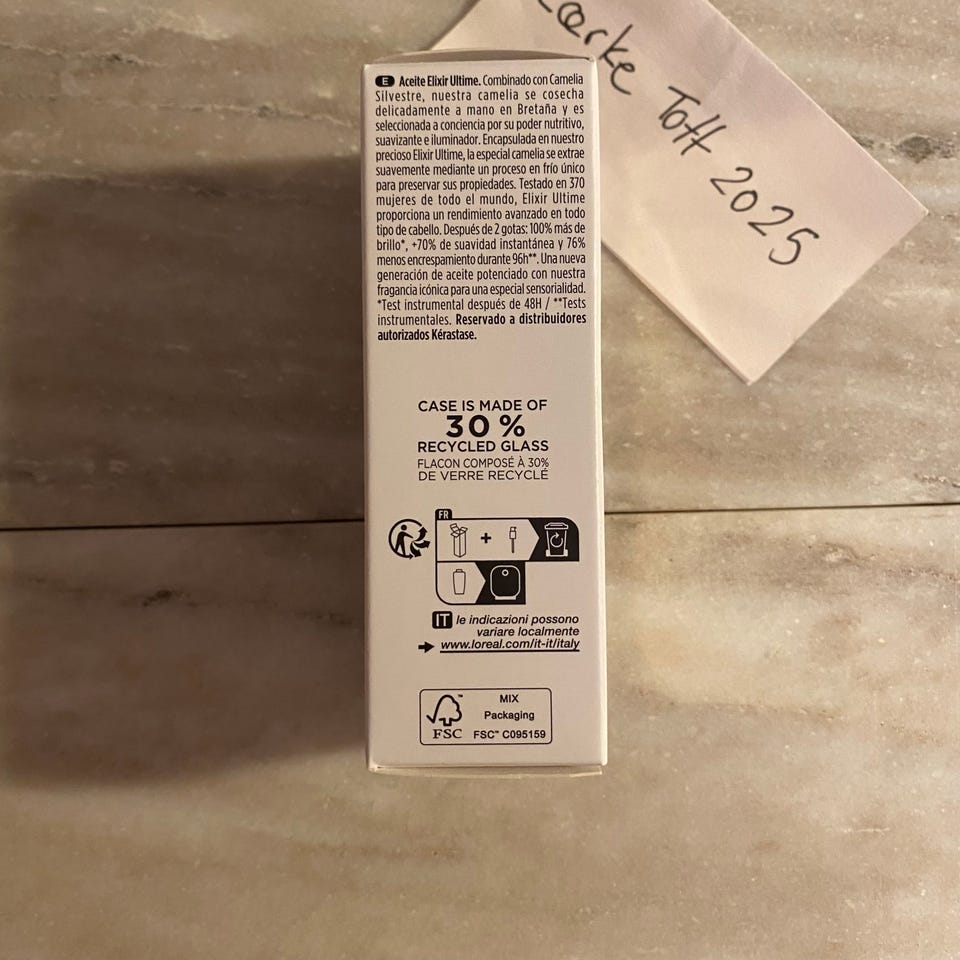 E Aceite Elixir Ultime. Combinado con Camelia
Silvestre, nuestra camelia se cosecha
delicadamente a mano en Bretaña y es
seleccionada a conciencia por su poder nutritivo,
suavizante e iluminador. Encapsulada en nuestro
precioso Elixir Ultime, la especial camelia se extrae
suavemente mediante un proceso en frío único
para preservar sus propiedades. Testado en 370
mujeres de todo el mundo, Elixir Ultime
proporciona un rendimiento avanzado en todo
tipo de cabello. Después de 2 gotas: 100% más de
brillo*, +70% de suavidad instantánea y 76%
menos encrespamiento durante 96h**. Una nueva
generación de aceite potenciado con nuestra
fragancia icónica para una especial sensorialidad.
*Test instrumental después de 48H / **Tests
instrumentales. Reservado a distribuidores
autorizados Kérastase.
CASE IS MADE OF
30 %
RECYCLED GLASS
FLACON COMPOSÉ À 30%
DE VERRE RECYCLÉ
FR
+
IT le indicazioni possono
variare localmente
www.loreal.com/it-it/italy
FSC™
MIX
Packaging
FSC™ C095159
2025